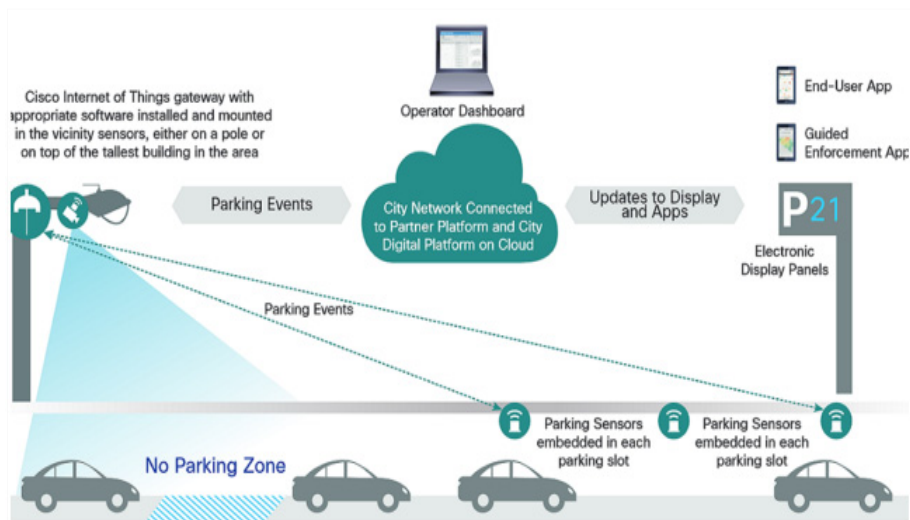 Operator Dashboard
Cisco Internet of Things gateway with
appropriate software installed and mounted
in the vicinity sensors, either on a pole or
on top of the tallest building in the area
End-User App
Guided
Enforcement App
Parking Events
City Network Connected
to Partner Platform and City
Digital Platform on Cloud
Updates to Display
and Apps
P21
Electronic
Display Panels
Parking Events
Parking Sensors
embedded in each
parking slot
Parking Sensors
embedded in each
parking slot
No Parking Zone